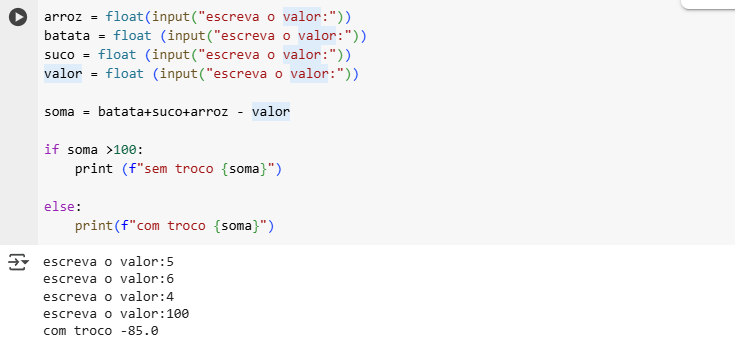 arroz = float(input("escreva o valor:"))
batata = float (input("escreva o valor:"))
suco = float (input("escreva o valor:"))
valor = float (input("escreva o valor:"))
soma = batata+suco+arroz - valor
if soma >100:
    print (f"sem troco {soma}")
else:
    print(f"com troco {soma}")
escreva o valor:5
escreva o valor:6
escreva o valor:4
escreva o valor:100
com troco -85.0